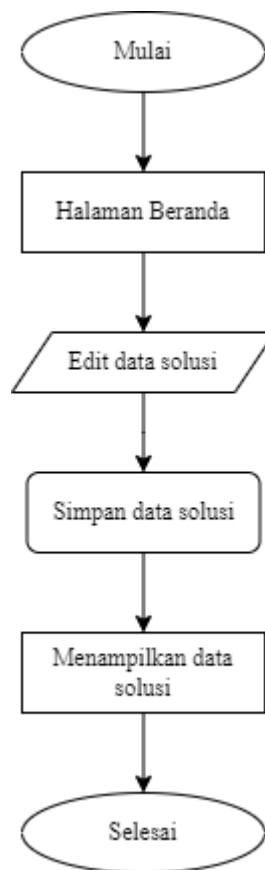 Mulai
Halaman Beranda
Edit data solusi
Simpan data solusi
Menampilkan data
solusi
Selesai